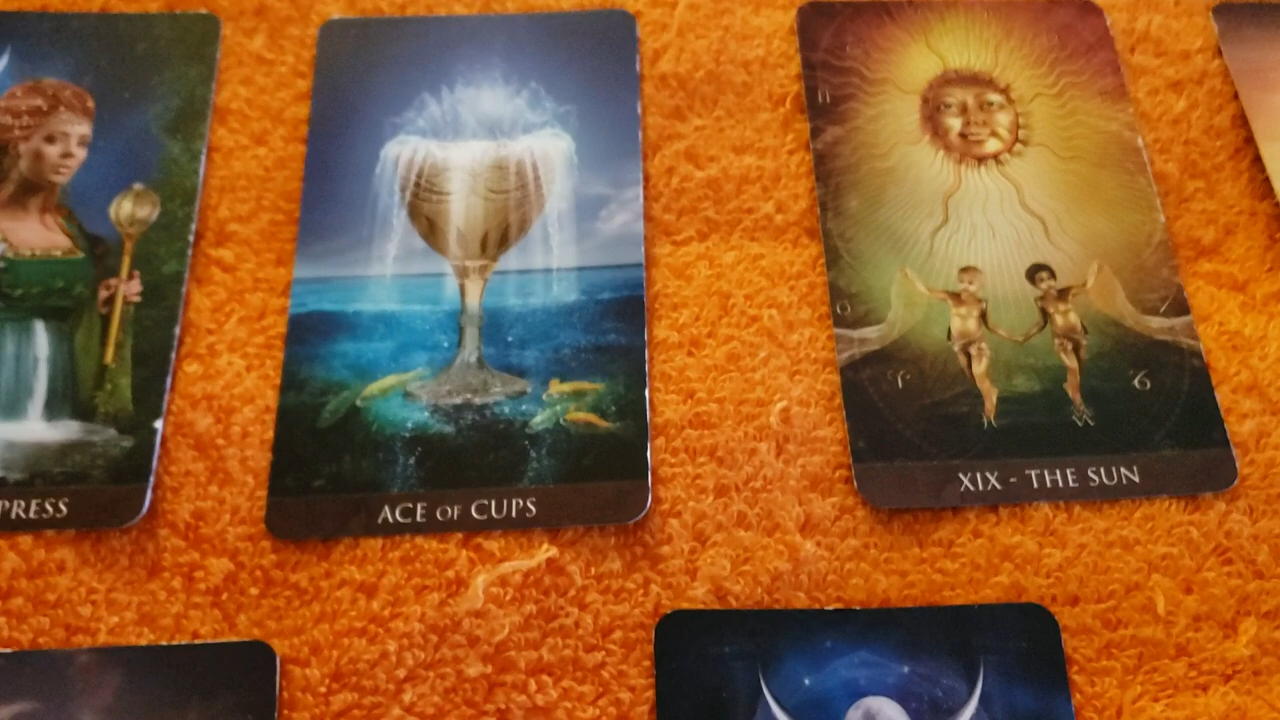 PRESS
ACE OF CUPS
XIX - THE SUN